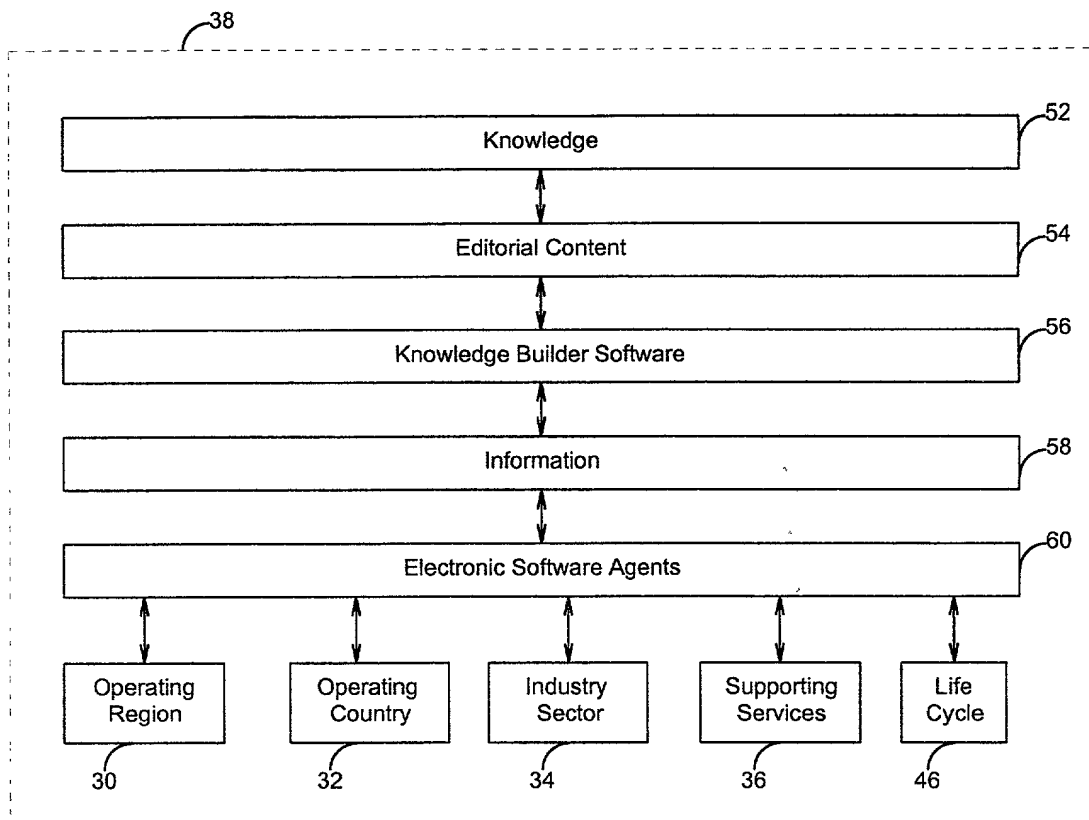 38
Knowledge
52
Editorial Content
54
Knowledge Builder Software
56
Information
58
Electronic Software Agents
60
Operating
Region
Operating
Country
Industry
Sector
Supporting
Services
Life
Cycle
30
32
34
36
46